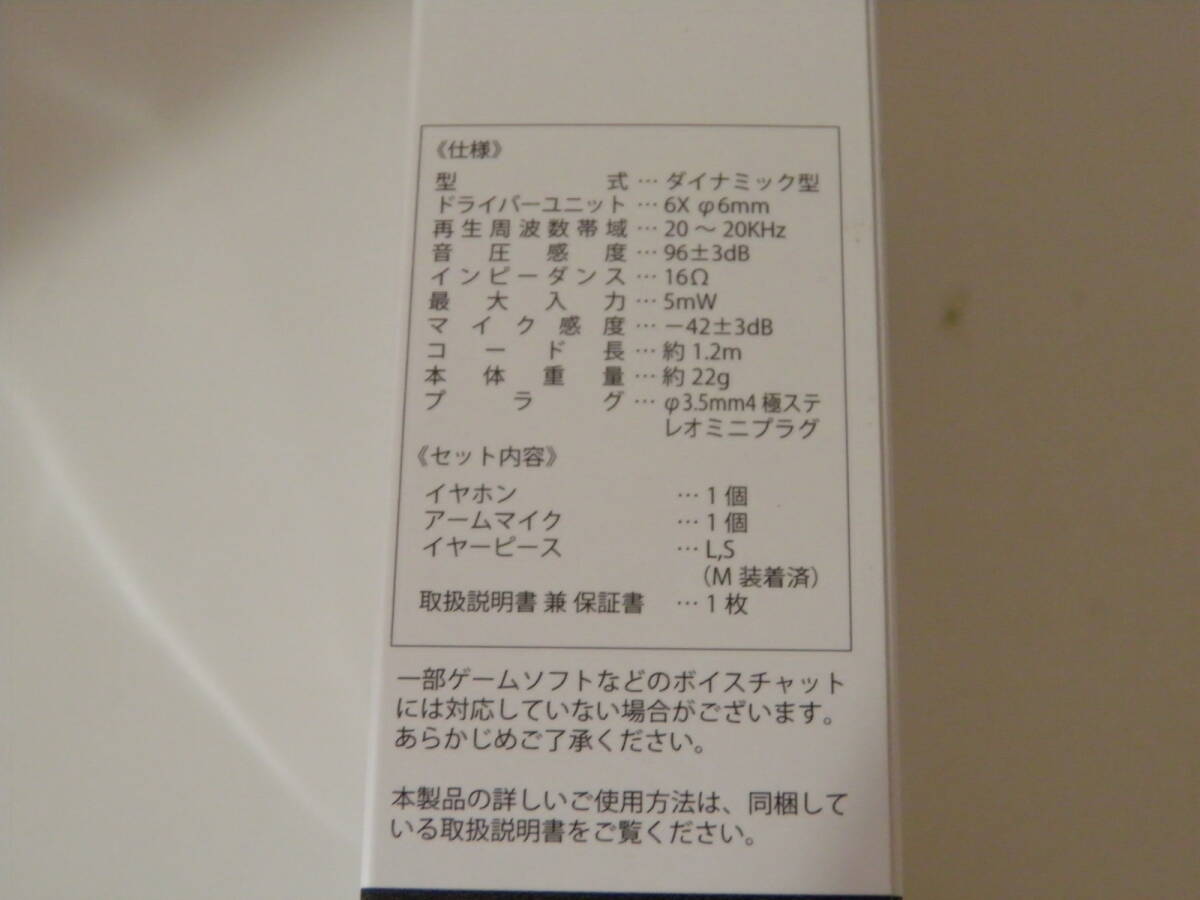 《仕様》
型式…ダイナミック型
ドライバーユニット…6X φ6mm
再生周波数帯域…20～20KHz
音圧感度…96±3dB
インピーダンス…16Ω
最大入力…5mW
マイク感度…－42±3dB
コード長…約1.2m
本体重量…約22g
プラグ…φ3.5mm4極ステ
レオミニプラグ
《セット内容》
イヤホン…1個
アームマイク…1個
イヤーピース…L,S
（M装着済）
取扱説明書 兼 保証書…1枚
一部ゲームソフトなどのボイスチャット
には対応していない場合がございます。
あらかじめご了承ください。
本製品の詳しいご使用方法は、同梱して
いる取扱説明書をご覧ください。